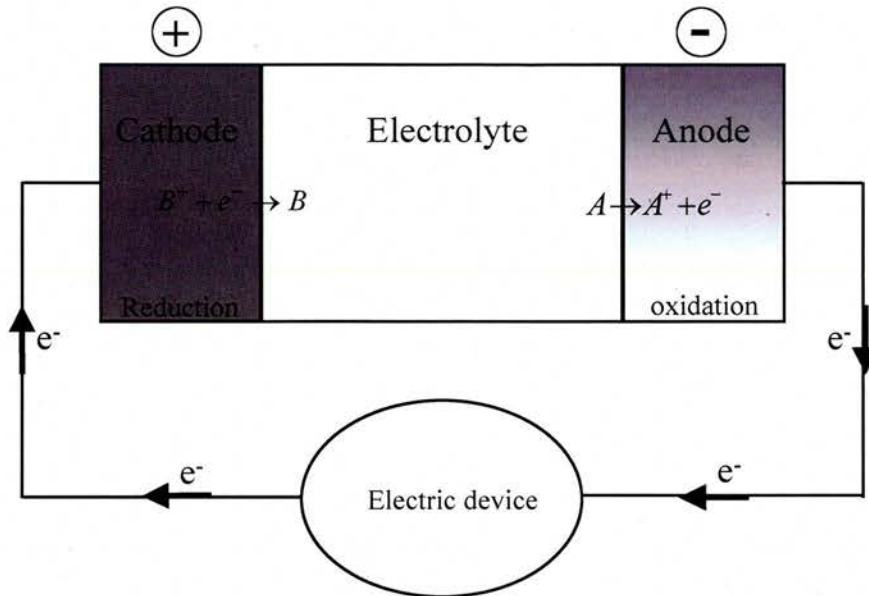 + -
Cathode Electrolyte Anode
B⁺ + e⁻ → B A → A⁺ + e⁻
Reduction oxidation
e⁻ e⁻
e⁻ e⁻
Electric device